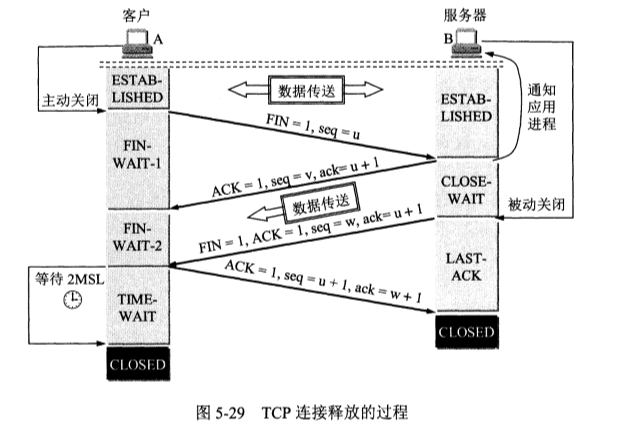 客户
服务器
A
B
ESTAB-
LISHED
数据传送
主动关闭
FIN = 1, seq = u
ESTAB-
LISHED
通知
应用
进程
FIN-
WAIT-1
ACK = 1, seq = v, ack= u + 1
CLOSE-
WAIT
数据传送
被动关闭
FIN-
WAIT-2
FIN = 1, ACK = 1, seq = w, ack= u + 1
LAST-
ACK
等待 2MSL
ACK = 1, seq = u + 1, ack = w + 1
TIME-
WAIT
CLOSED
CLOSED
图 5-29 TCP 连接释放的过程